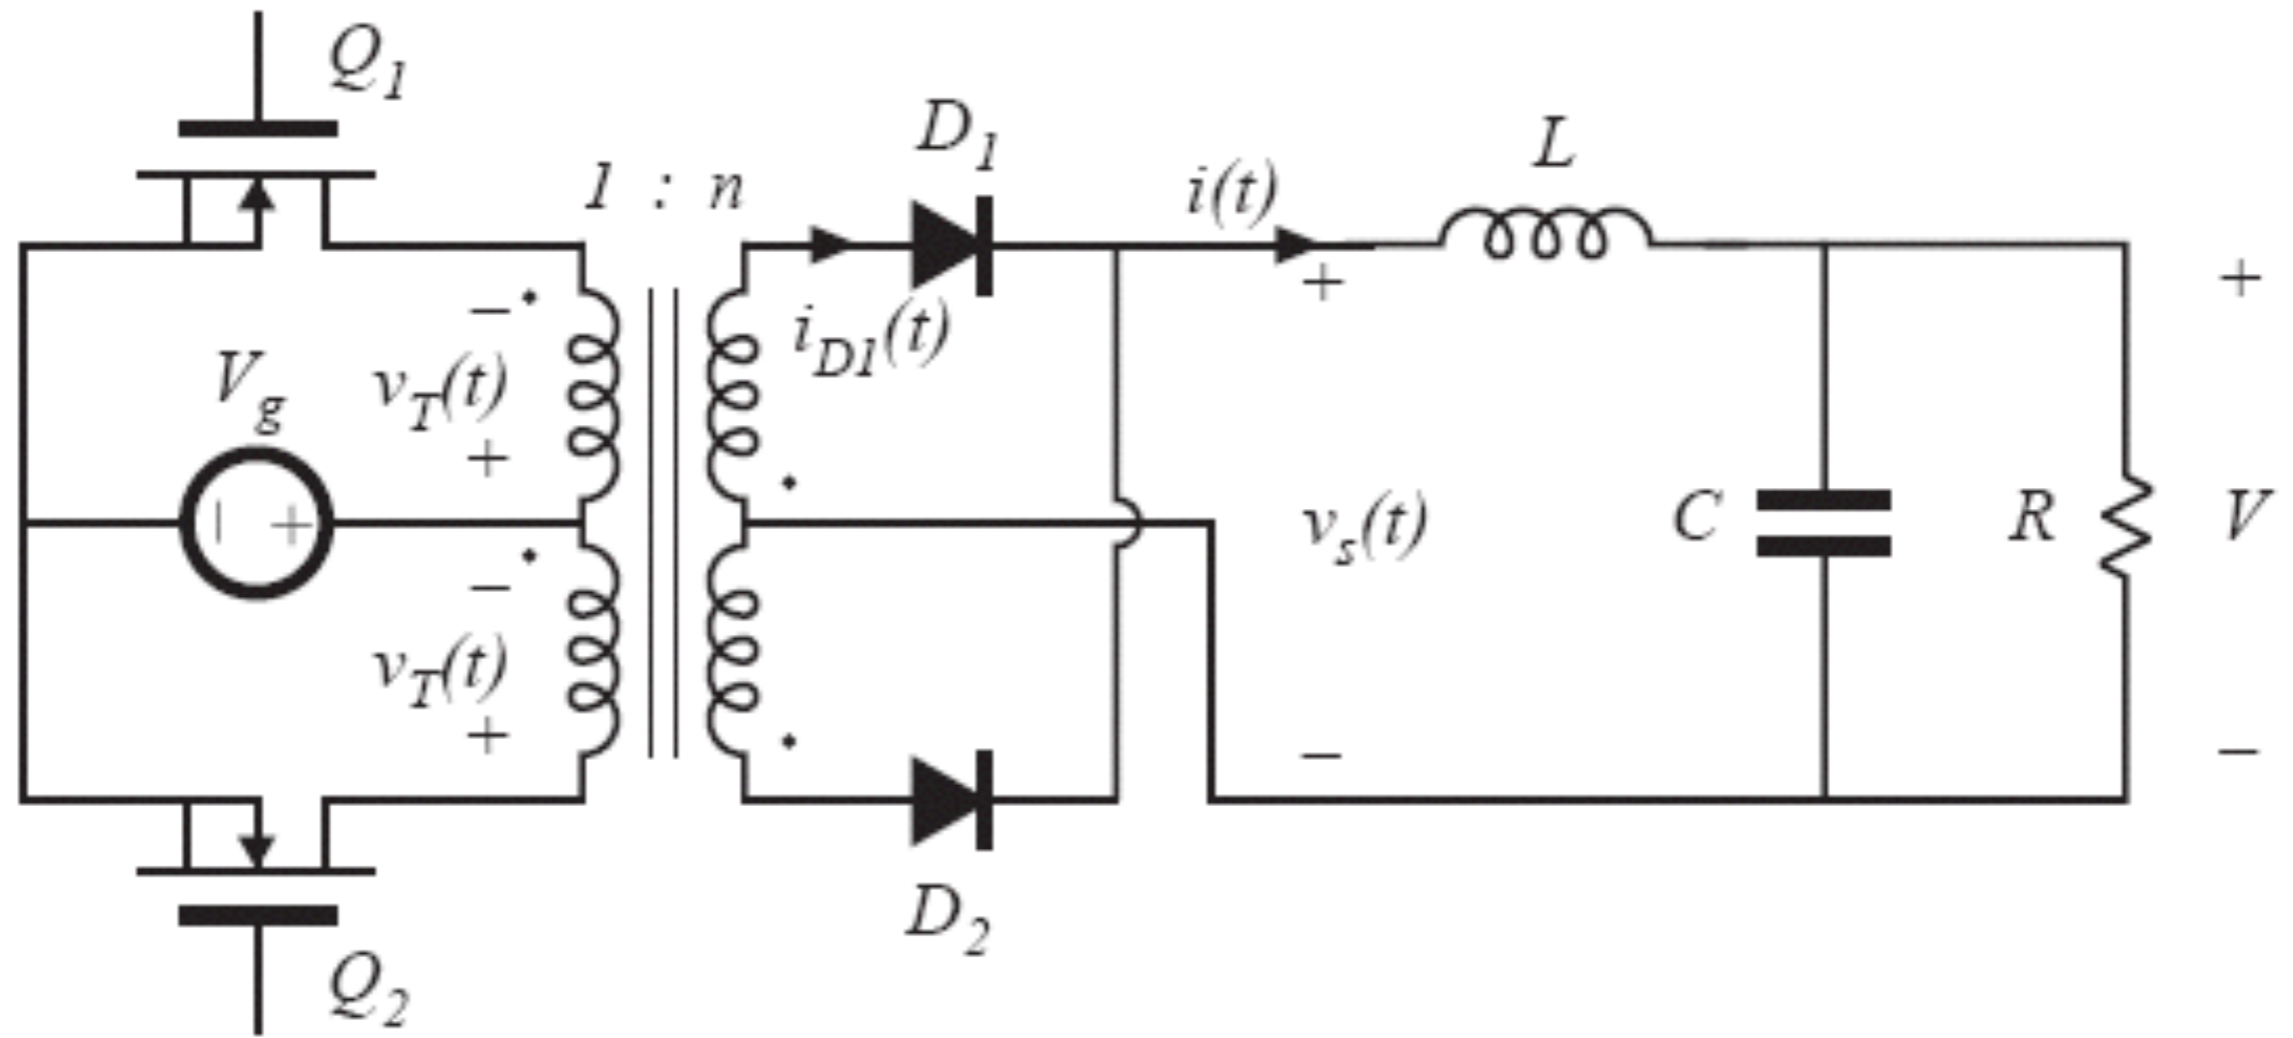 Q1
D1
L
1 : n
i(t)
+
+
−
iD1(t)
Vg
vT(t)
+
− +
−
vs(t)
C
R
V
vT(t)
+
−
−
D2
Q2